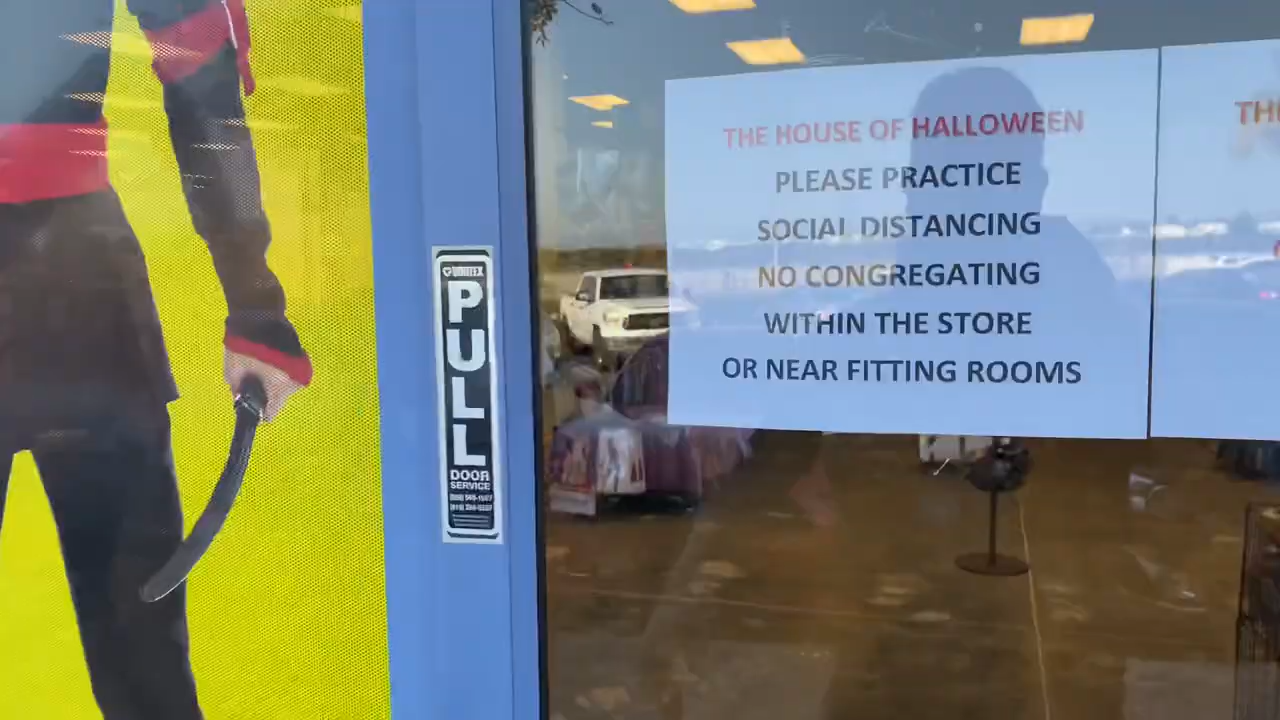 PULL
DOOR
SERVICE
THE HOUSE OF HALLOWEEN
PLEASE PRACTICE
SOCIAL DISTANCING
NO CONGREGATING
WITHIN THE STORE
OR NEAR FITTING ROOMS